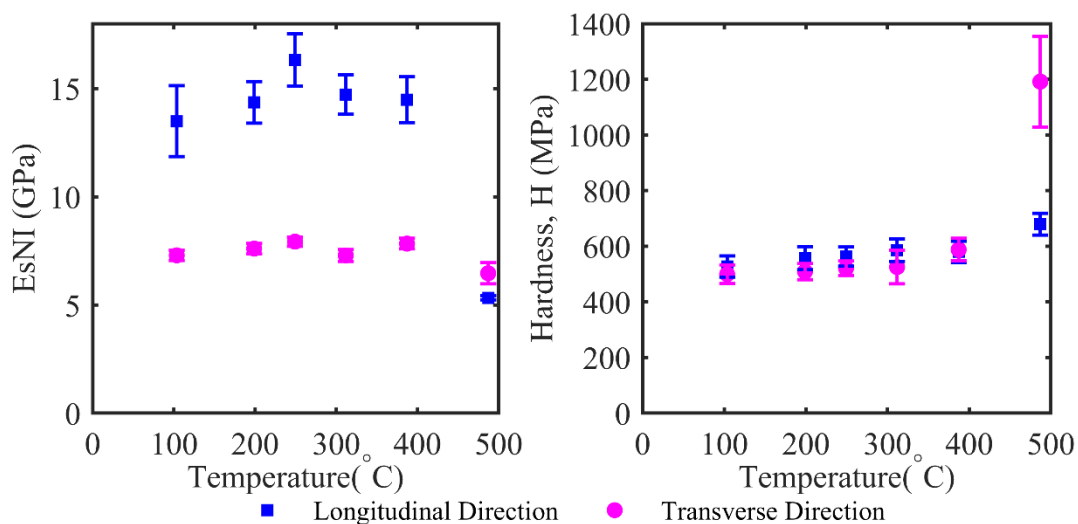 EsNI (GPa)
15
10
5
0
0 100 200 300 400 500
Temperature(°C)
Hardness, H (MPa)
1400
1200
1000
800
600
400
200
0
0 100 200 300 400 500
Temperature(°C)
Longitudinal Direction Transverse Direction